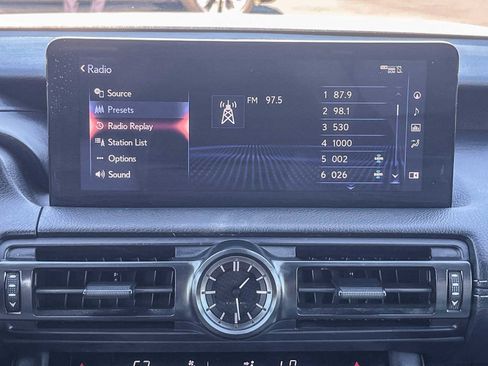 Radio
Source
Presets
Radio Replay
Station List
Options
Sound
FM 97.5
1 87.9
2 98.1
3 530
4 1000
5 002
6 026